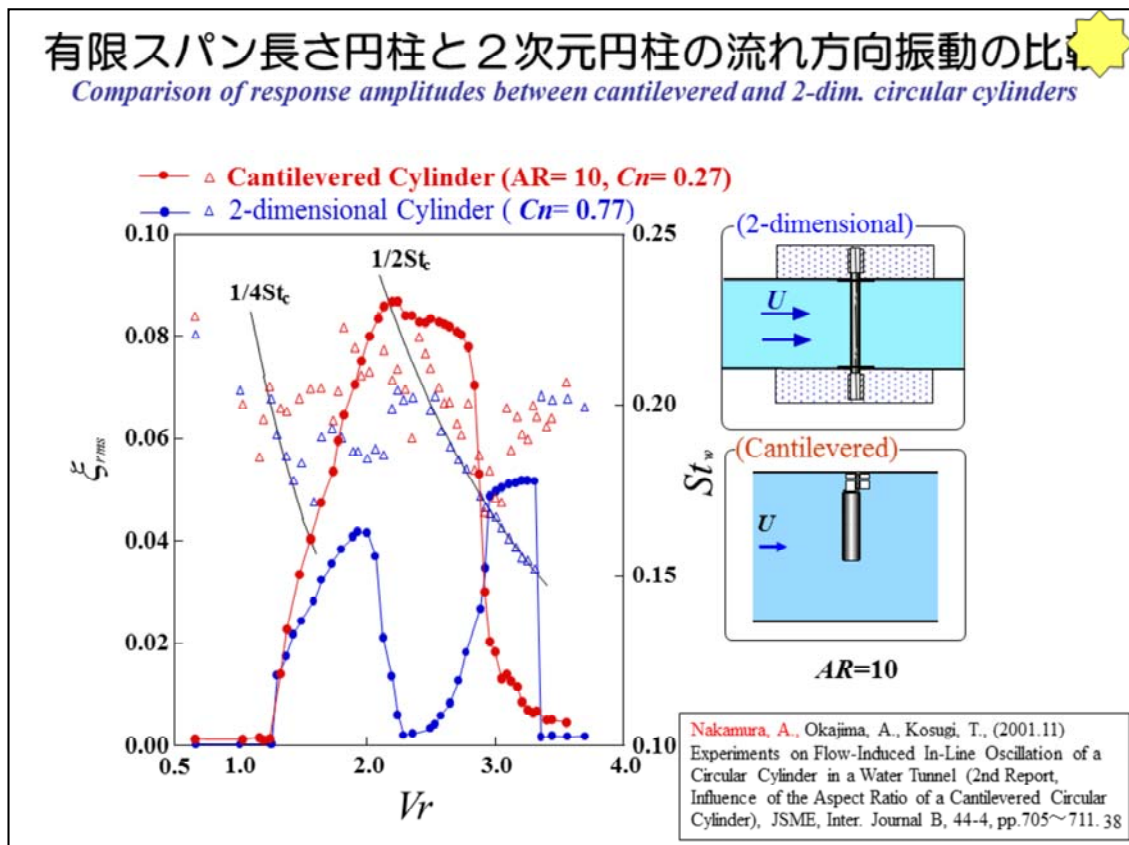 有限スパン長さ円柱と２次元円柱の流れ方向振動の比較
Comparison of response amplitudes between cantilevered and 2-dim. circular cylinders
Cantilevered Cylinder (AR= 10, Cn= 0.27)
2-dimensional Cylinder ( Cn= 0.77)
0.10
0.08
0.06
0.04
0.02
0.00
ξrms
1/4Stc
1/2Stc
0.25
0.20
0.15
0.10
Stw
0.5
1.0
2.0
3.0
4.0
Vr
(2-dimensional)
U
(Cantilevered)
U
AR=10
Nakamura, A., Okajima, A., Kosugi, T., (2001.11)
Experiments on Flow-Induced In-Line Oscillation of a
Circular Cylinder in a Water Tunnel (2nd Report,
Influence of the Aspect Ratio of a Cantilevered Circular
Cylinder), JSME, Inter. Journal B, 44-4, pp.705～711.
38